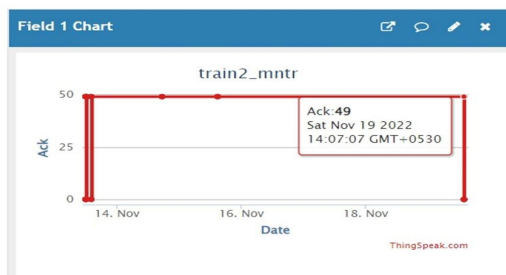 Field 1 Chart
train2_mntr
50
25
0
Ack
Ack:49
Sat Nov 19 2022
14:07:07 GMT+0530
14. Nov
16. Nov
18. Nov
Date
ThingSpeak.com